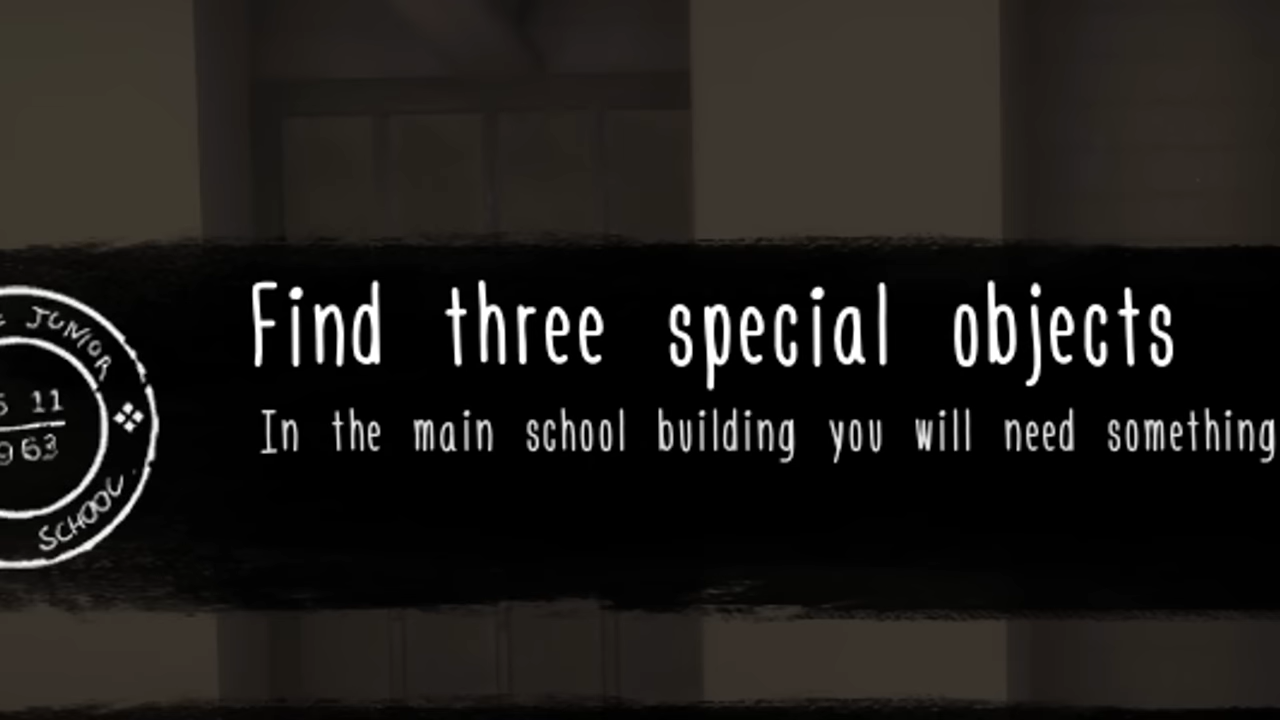 Find three special objects
In the main school building you will need something
JUNIOR
11
963
SCHOOL